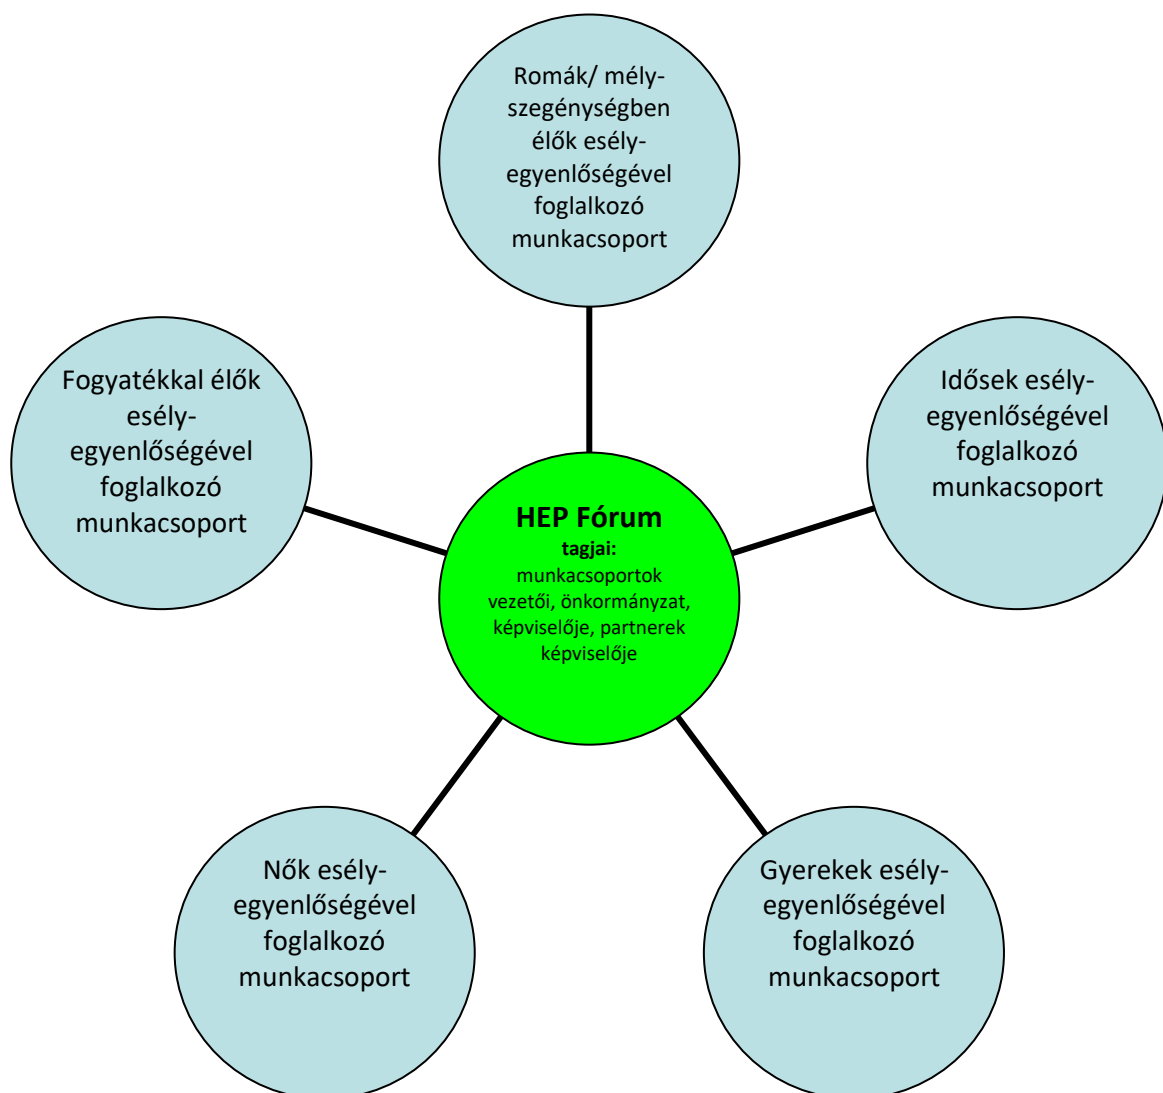 Romák/ mély-
szegénységben
élők esély-
egyenlőségével
foglalkozó
munkacsoport
Fogyatékkal élők
esély-
egyenlőségével
foglalkozó
munkacsoport
Idősek esély-
egyenlőségével
foglalkozó
munkacsoport
HEP Fórum
tagjai:
munkacsoportok
vezetői, önkormányzat,
képviselője, partnerek
képviselője
Nők esély-
egyenlőségével
foglalkozó
munkacsoport
Gyerekek esély-
egyenlőségével
foglalkozó
munkacsoport